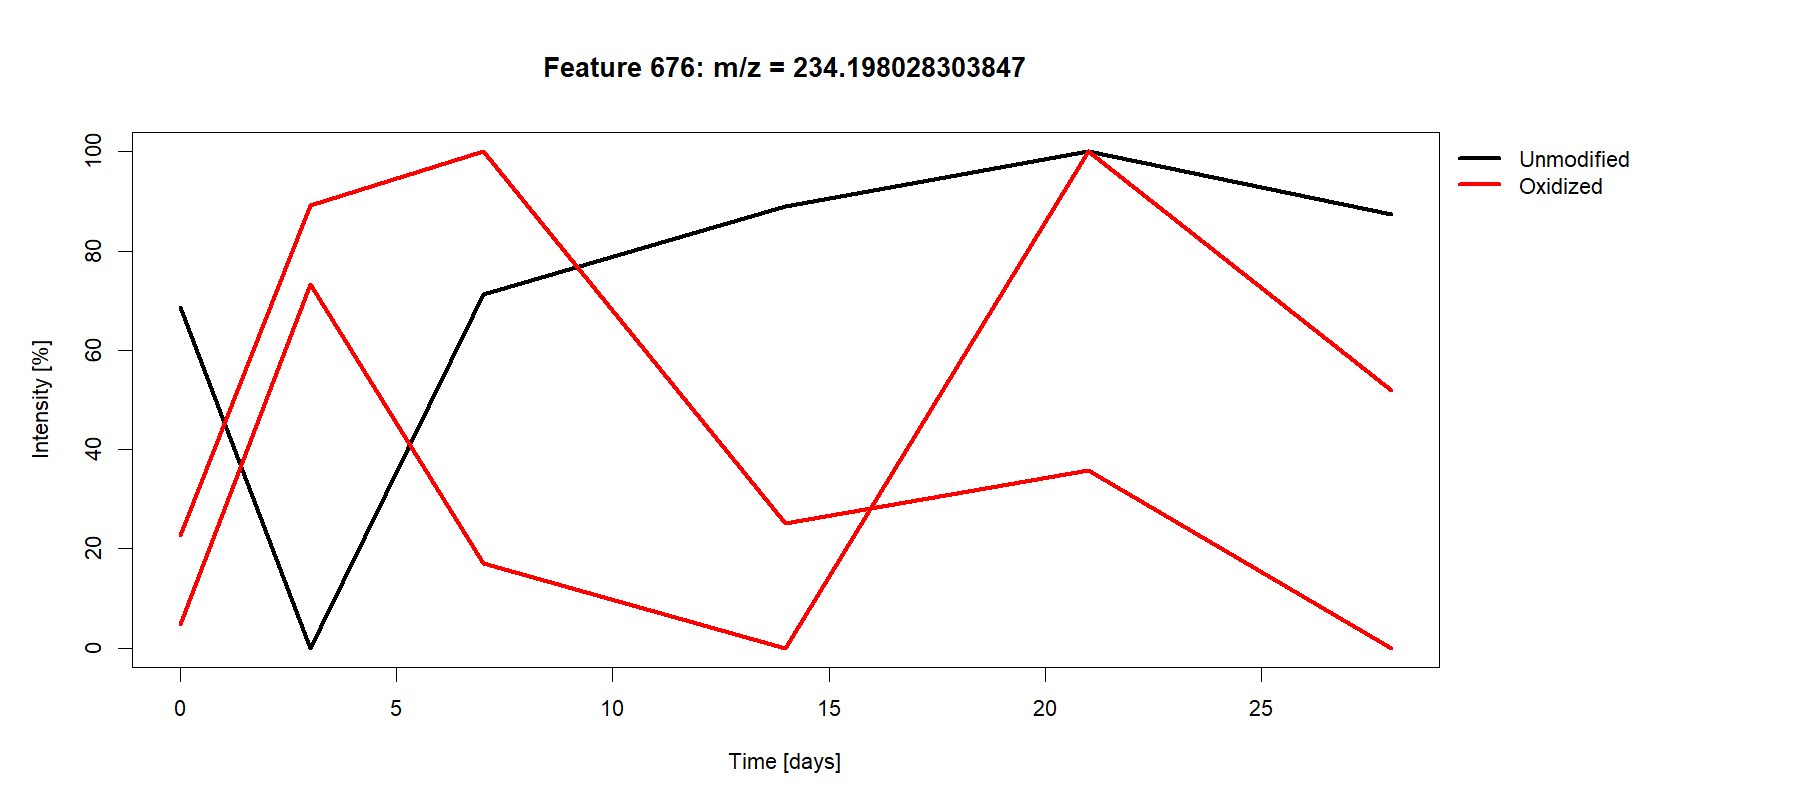 Feature 676: m/z = 234.198028303847
Unmodified
Oxidized
Intensity [%]
100
80
60
40
20
0
0 5 10 15 20 25
Time [days]